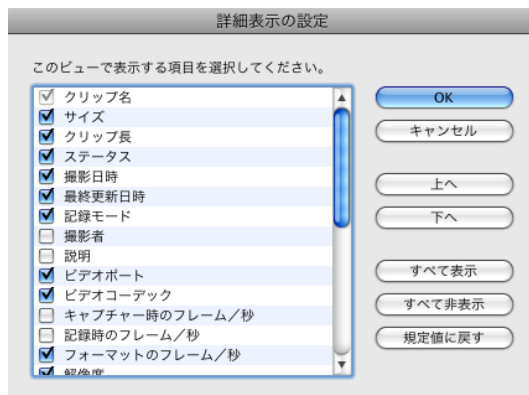 詳細表示の設定
このビューで表示する項目を選択してください。
クリップ名
サイズ
クリップ長
ステータス
撮影日時
最終更新日時
記録モード
撮影者
説明
ビデオポート
ビデオコーデック
キャプチャー時のフレーム／秒
記録時のフレーム／秒
フォーマットのフレーム／秒
解像度
OK
キャンセル
上へ
下へ
すべて表示
すべて非表示
規定値に戻す